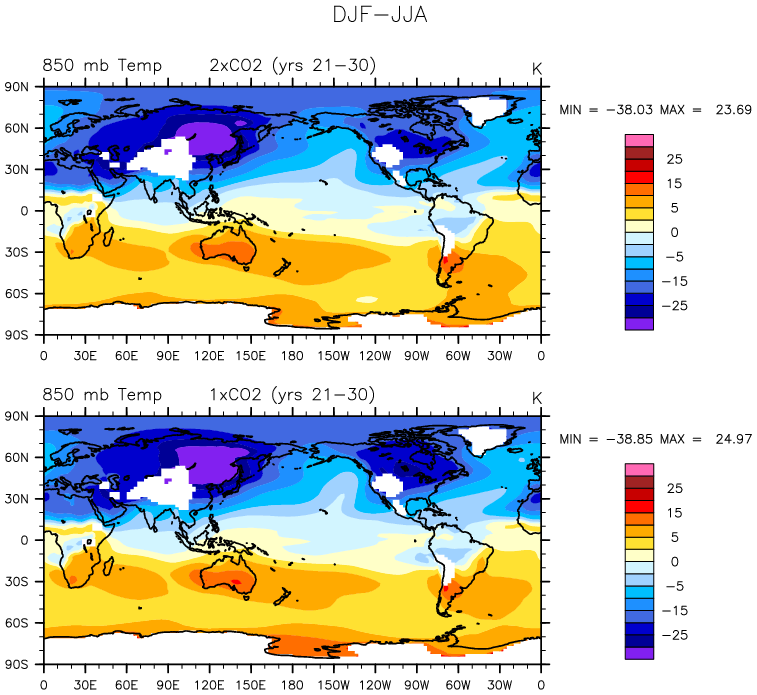 DJF-JJA
850 mb Temp 2xCO2 (yrs 21-30) K
90N
60N
30N
0
30S
60S
90S
0 30E 60E 90E 120E 150E 180 150W 120W 90W 60W 30W 0
MIN = -38.03 MAX = 23.69
25
15
5
0
-5
-15
-25
850 mb Temp 1xCO2 (yrs 21-30) K
90N
60N
30N
0
30S
60S
90S
0 30E 60E 90E 120E 150E 180 150W 120W 90W 60W 30W 0
MIN = -38.85 MAX = 24.97
25
15
5
0
-5
-15
-25